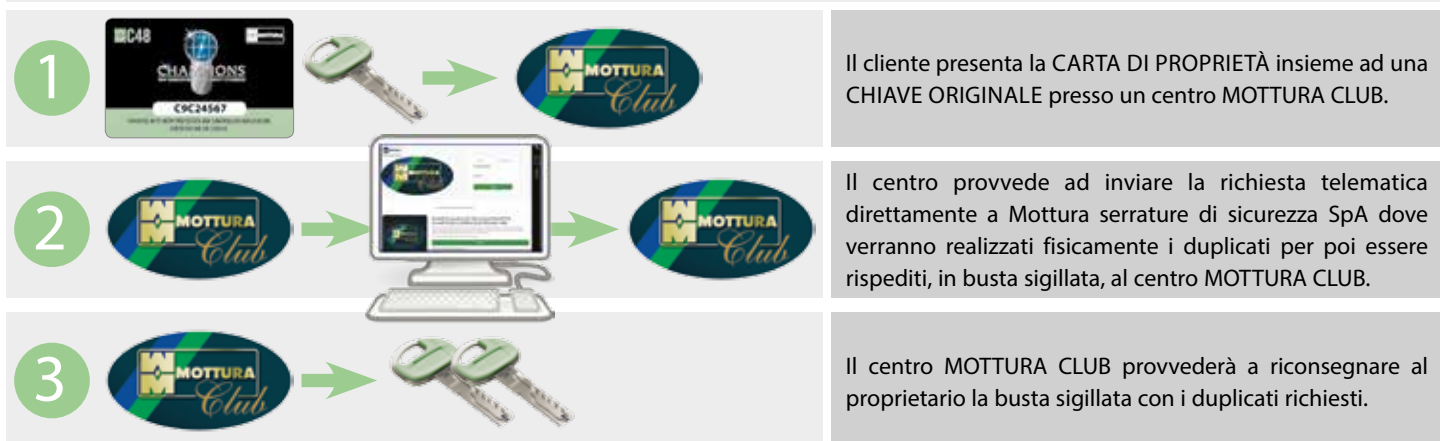 1
C48
MOTTURA
CHAMPIONS
C9C24567
MOTTURA
Club
Il cliente presenta la CARTA DI PROPRIETÀ insieme ad una
CHIAVE ORIGINALE presso un centro MOTTURA CLUB.
2
MOTTURA
Club
MOTTURA
Club
Il centro provvede ad inviare la richiesta telematica
direttamente a Mottura serrature di sicurezza SpA dove
verranno realizzati fisicamente i duplicati per poi essere
rispediti, in busta sigillata, al centro MOTTURA CLUB.
3
MOTTURA
Club
Il centro MOTTURA CLUB provvederà a riconsegnare al
proprietario la busta sigillata con i duplicati richiesti.